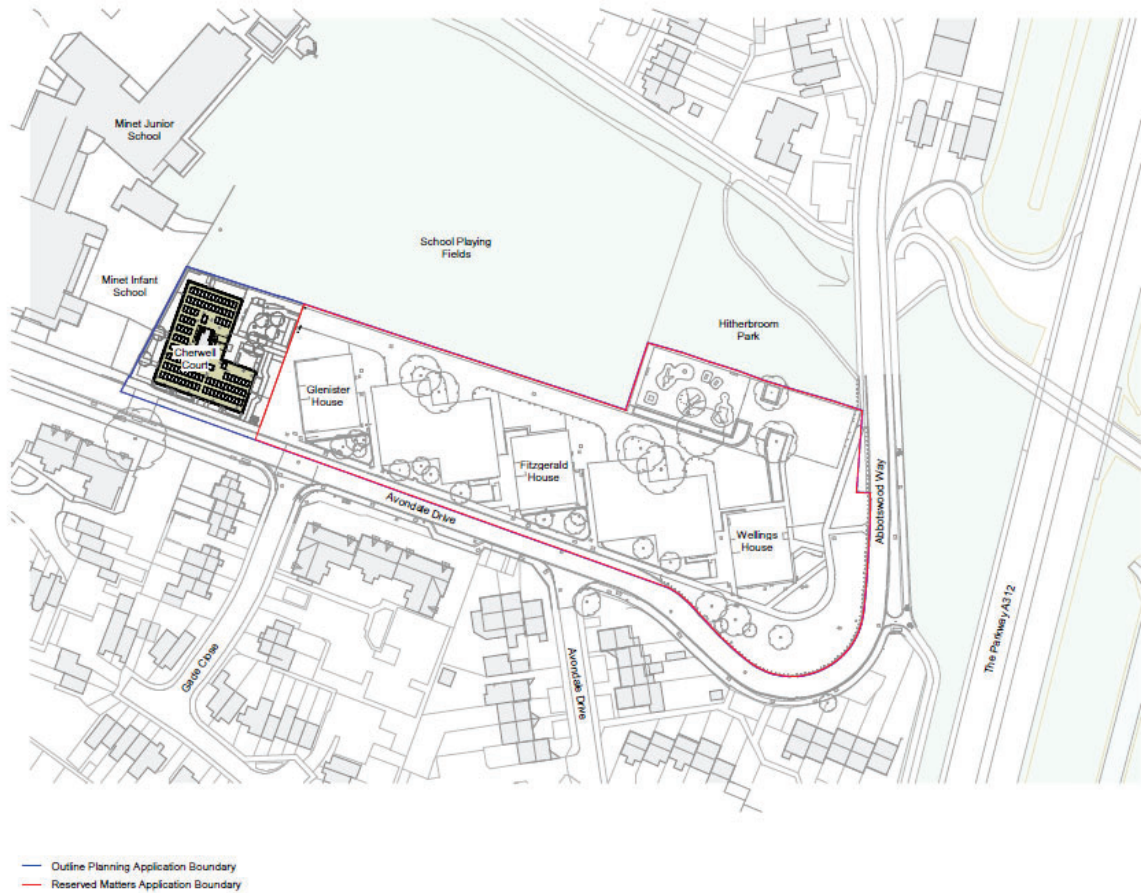 Minet Junior
School
School Playing
Fields
Minet Infant
School
Hitherbroom
Park
Cherwell
Court
Glenister
House
Fitzgerald
House
Avondale Drive
Wellings
House
Abbotswood Way
The Parkway A312
Gade Close
Avondale Drive
Outline Planning Application Boundary
Reserved Matters Application Boundary